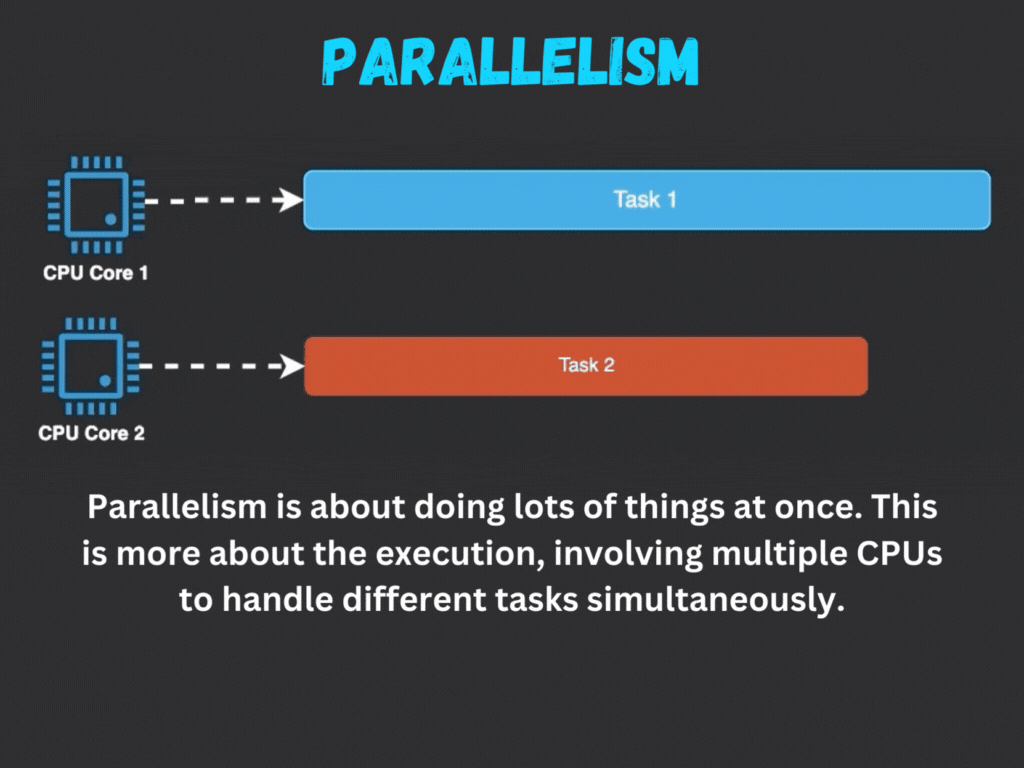 PARALLELISM
Task 1
CPU Core 1
Task 2
CPU Core 2
Parallelism is about doing lots of things at once. This
is more about the execution, involving multiple CPUs
to handle different tasks simultaneously.